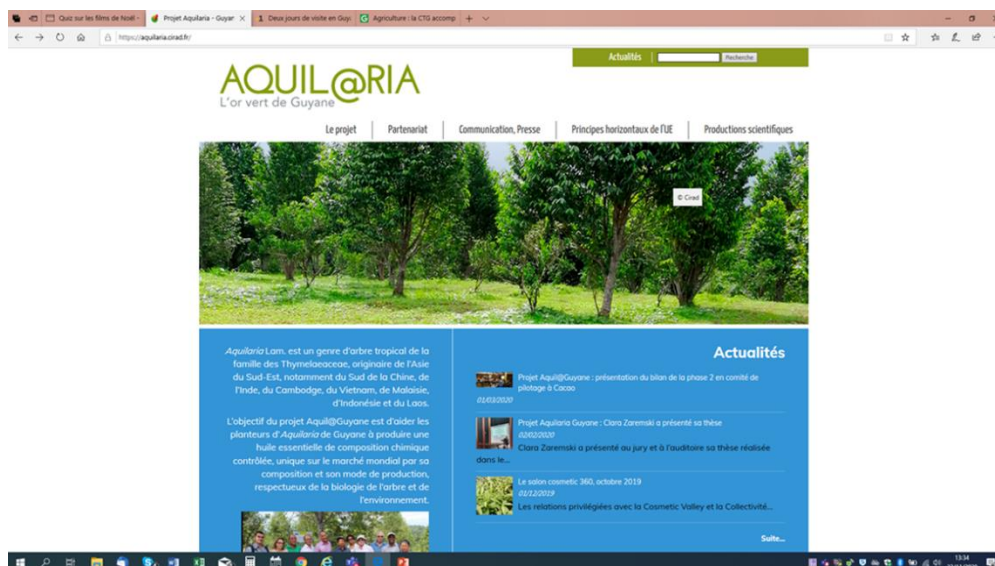 Quiz sur les films de Noël -
Projet Aquilaria - Guyan
1 Deux jours de visite en Guy
Agriculture : la CTG accomp
https://aquilaria.cirad.fr/
Actualités
Recherche
AQUIL@RIA
L'or vert de Guyane
Le projet
Partenariat
Communication, Presse
Principes horizontaux de l'UE
Productions scientifiques
© Cirad
Aquilaria Lam. est un genre d'arbre tropical de la
famille des Thymelaeaceae, originaire de l'Asie
du Sud-Est, notamment du Sud de la Chine, de
l'Inde, du Cambodge, du Vietnam, de Malaisie,
d'Indonésie et du Laos.
L'objectif du projet Aquil@Guyane est d'aider les
planteurs d'Aquilaria de Guyane à produire une
huile essentielle de composition chimique
contrôlée, unique sur le marché mondial par sa
composition et son mode de production,
respectueux de la biologie de l'arbre et de
l'environnement.
Actualités
Projet Aquil@Guyane : présentation du bilan de la phase 2 en comité de
pilotage à Cacao
01/03/2020
Projet Aquilaria Guyane : Clara Zaremski a présenté sa thèse
02/02/2020
Clara Zaremski a présenté au jury et à l'auditoire sa thèse réalisée
dans le...
Le salon cosmetic 360, octobre 2019
01/12/2019
Les relations privilégiées avec la Cosmetic Valley et la Collectivité...
Suite...
13:34